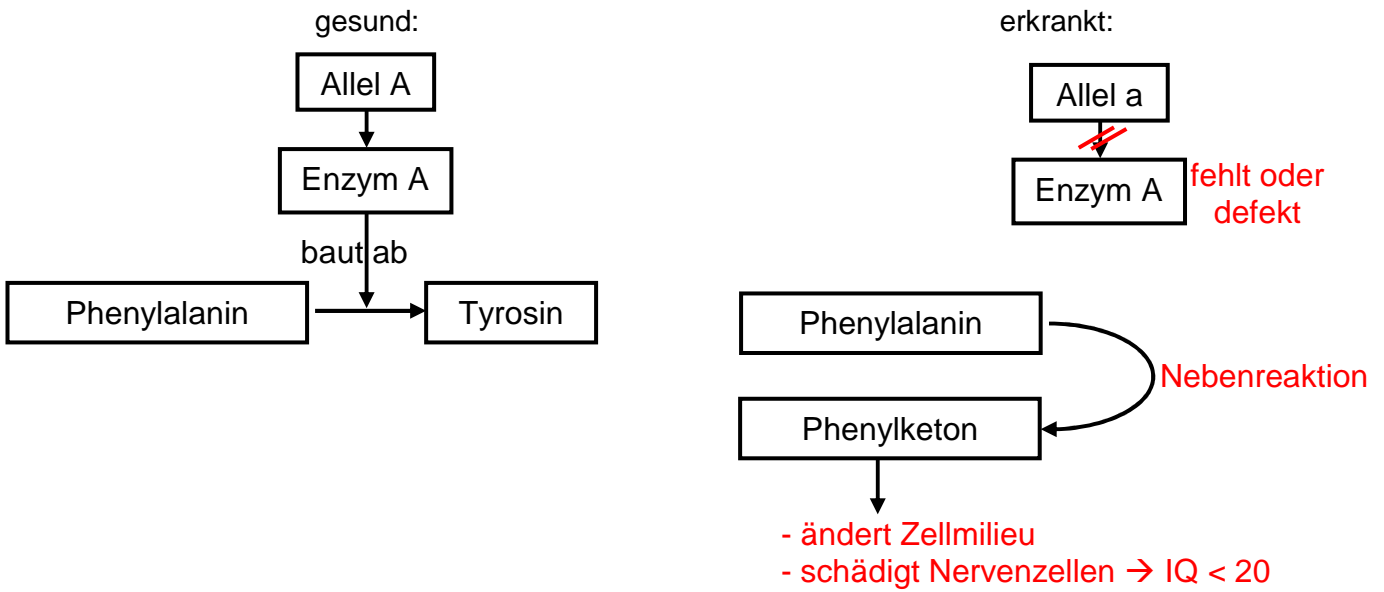 gesund:
Allel A
Enzym A
baut ab
Phenylalanin
Tyrosin
erkrankt:
Allel a
Enzym A
fehlt oder
defekt
Phenylalanin
Nebenreaktion
Phenylketon
- ändert Zellmilieu
- schädigt Nervenzellen → IQ < 20